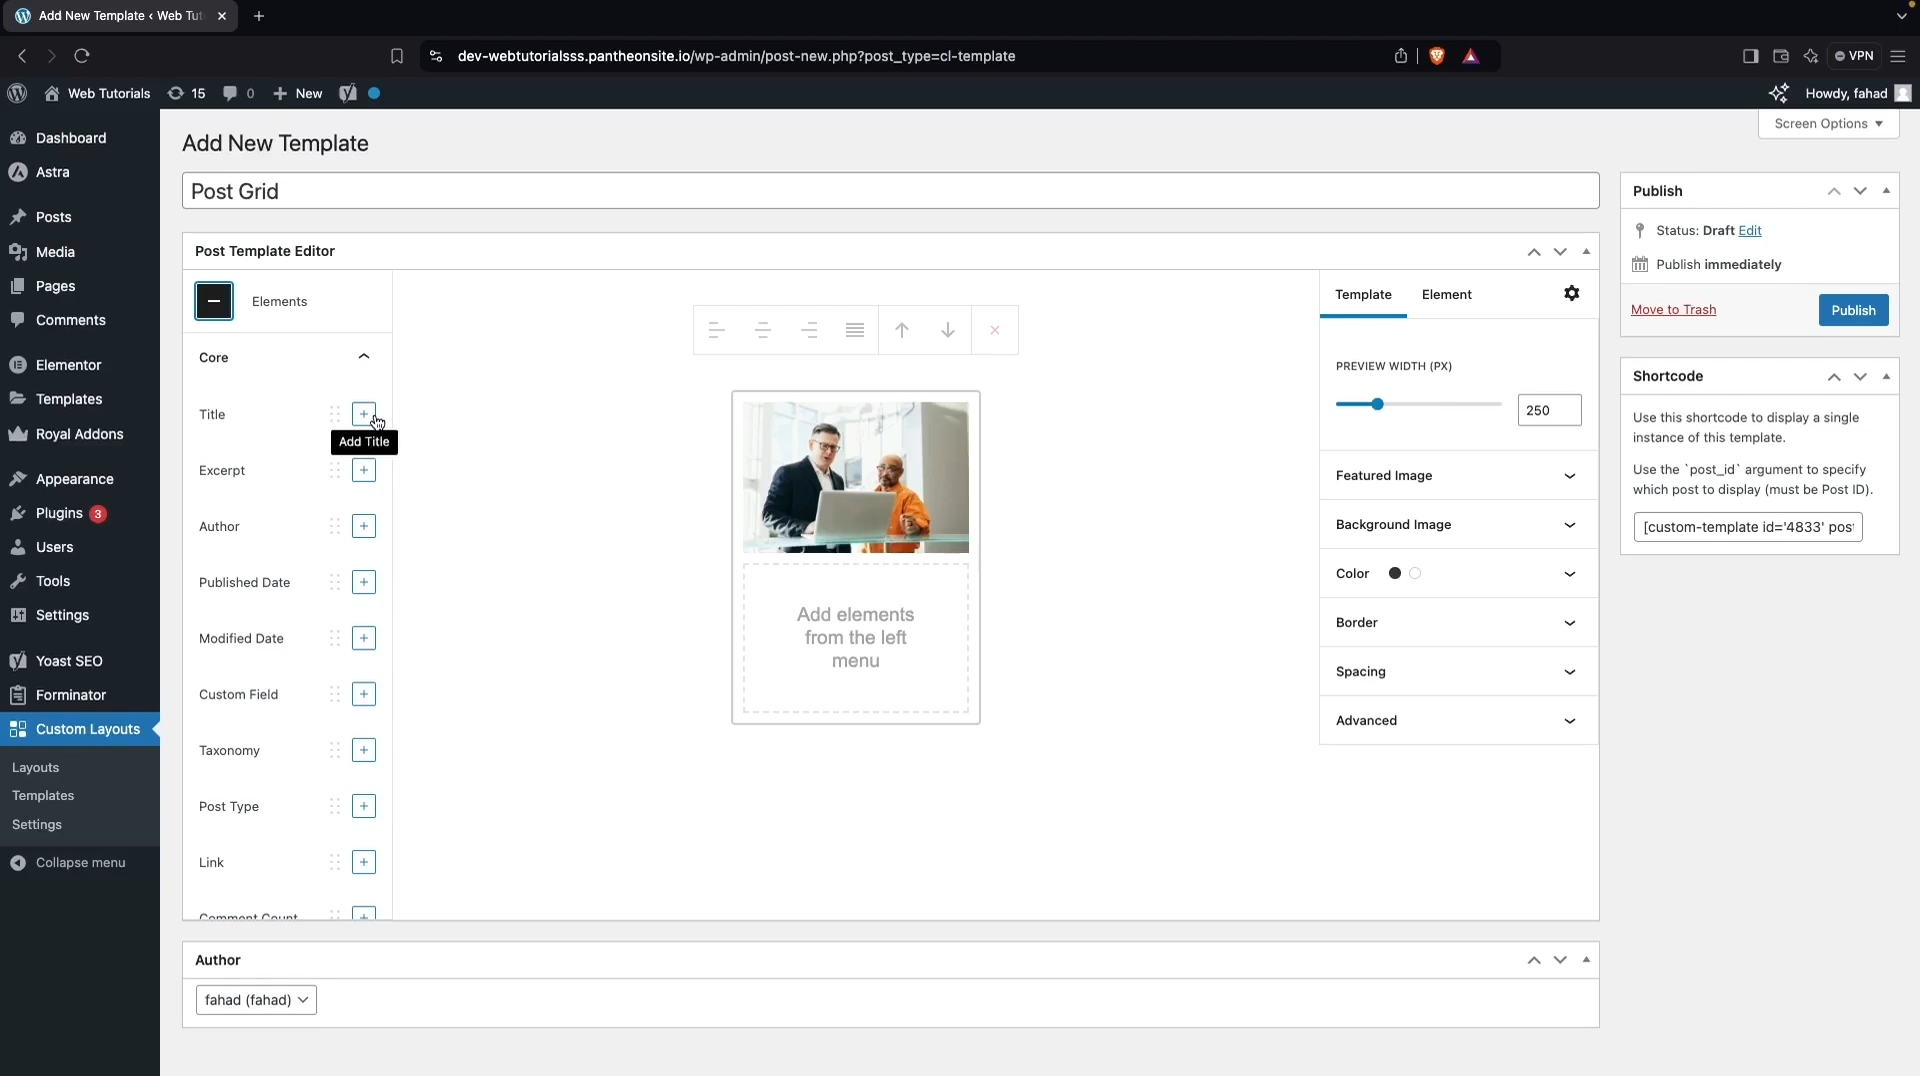 Add New Template ‹ Web Tut
dev-webtutorialsss.pantheonsite.io/wp-admin/post-new.php?post_type=cl-template
VPN
Web Tutorials
15
0
New
Howdy, fahad
Dashboard
Astra
Posts
Media
Pages
Comments
Elementor
Templates
Royal Addons
Appearance
Plugins 3
Users
Tools
Settings
Yoast SEO
Forminator
Custom Layouts
Layouts
Templates
Settings
Collapse menu
Add New Template
Screen Options
Post Grid
Post Template Editor
Elements
Core
Title
Add Title
Excerpt
Author
Published Date
Modified Date
Custom Field
Taxonomy
Post Type
Link
Comment Count
Add elements
from the left
menu
Template
Element
PREVIEW WIDTH (PX)
250
Featured Image
Background Image
Color
Border
Spacing
Advanced
Author
fahad (fahad)
Publish
Status: Draft Edit
Publish immediately
Move to Trash
Publish
Shortcode
Use this shortcode to display a single
instance of this template.
Use the `post_id` argument to specify
which post to display (must be Post ID).
[custom-template id='4833' pos